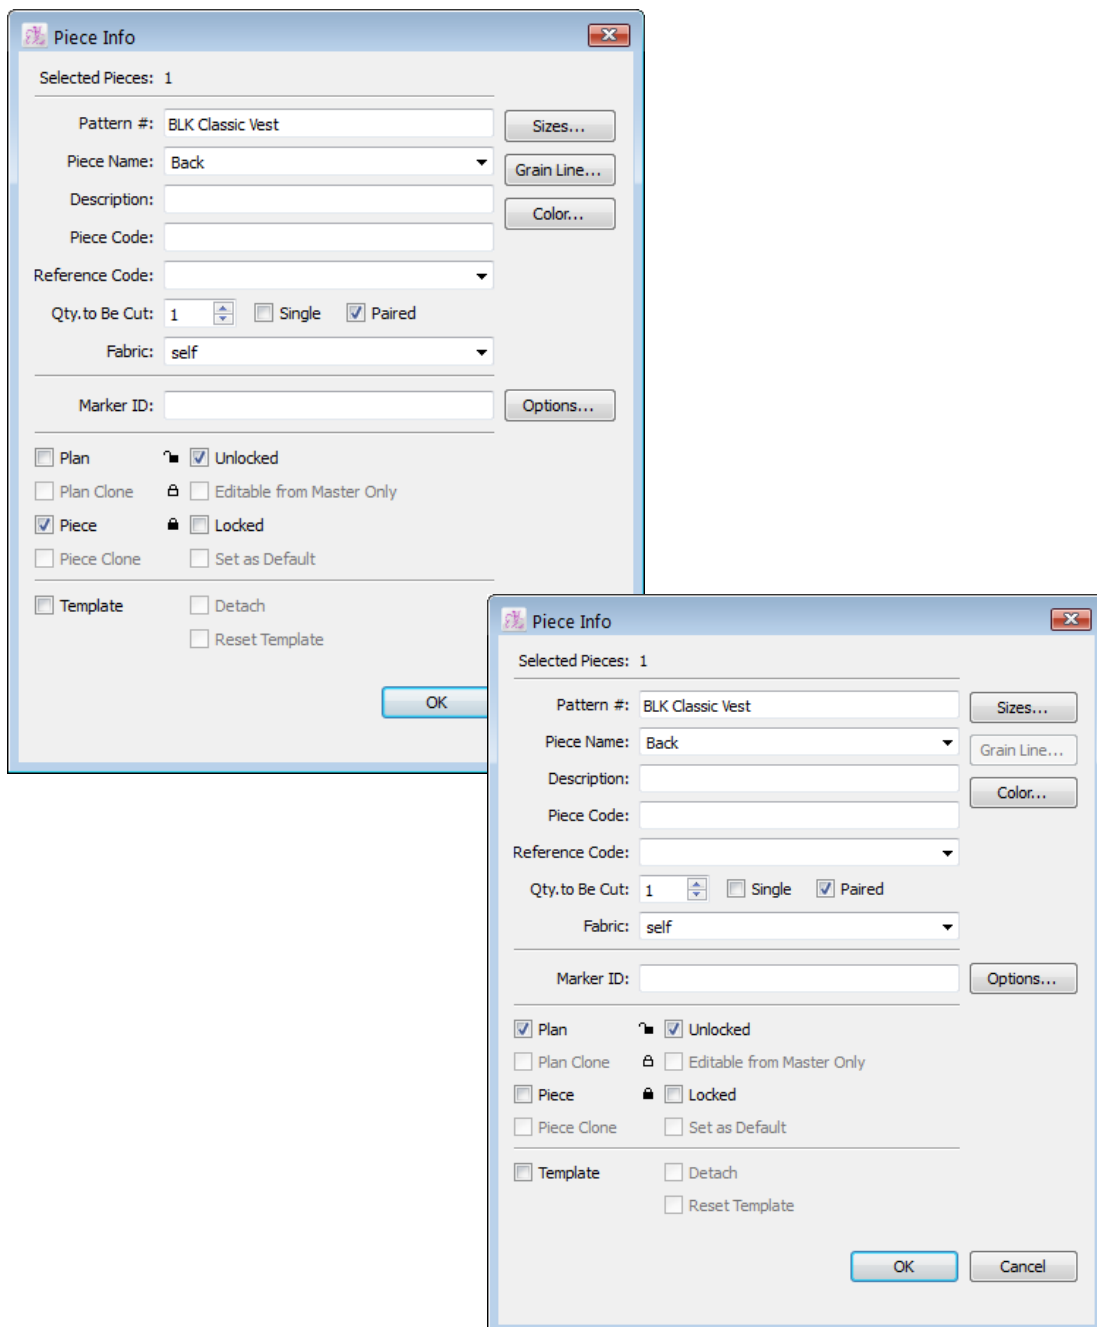 Piece Info
Selected Pieces: 1
Pattern #: BLK Classic Vest Sizes...
Piece Name: Back Grain Line...
Description: Color...
Piece Code:
Reference Code:
Qty.to Be Cut: 1 Single Paired
Fabric: self
Marker ID: Options...
Plan Unlocked
Plan Clone Editable from Master Only
Piece Locked
Piece Clone Set as Default
Template Detach
Reset Template
OK
Piece Info
Selected Pieces: 1
Pattern #: BLK Classic Vest Sizes...
Piece Name: Back Grain Line...
Description: Color...
Piece Code:
Reference Code:
Qty.to Be Cut: 1 Single Paired
Fabric: self
Marker ID: Options...
Plan Unlocked
Plan Clone Editable from Master Only
Piece Locked
Piece Clone Set as Default
Template Detach
Reset Template
OK Cancel